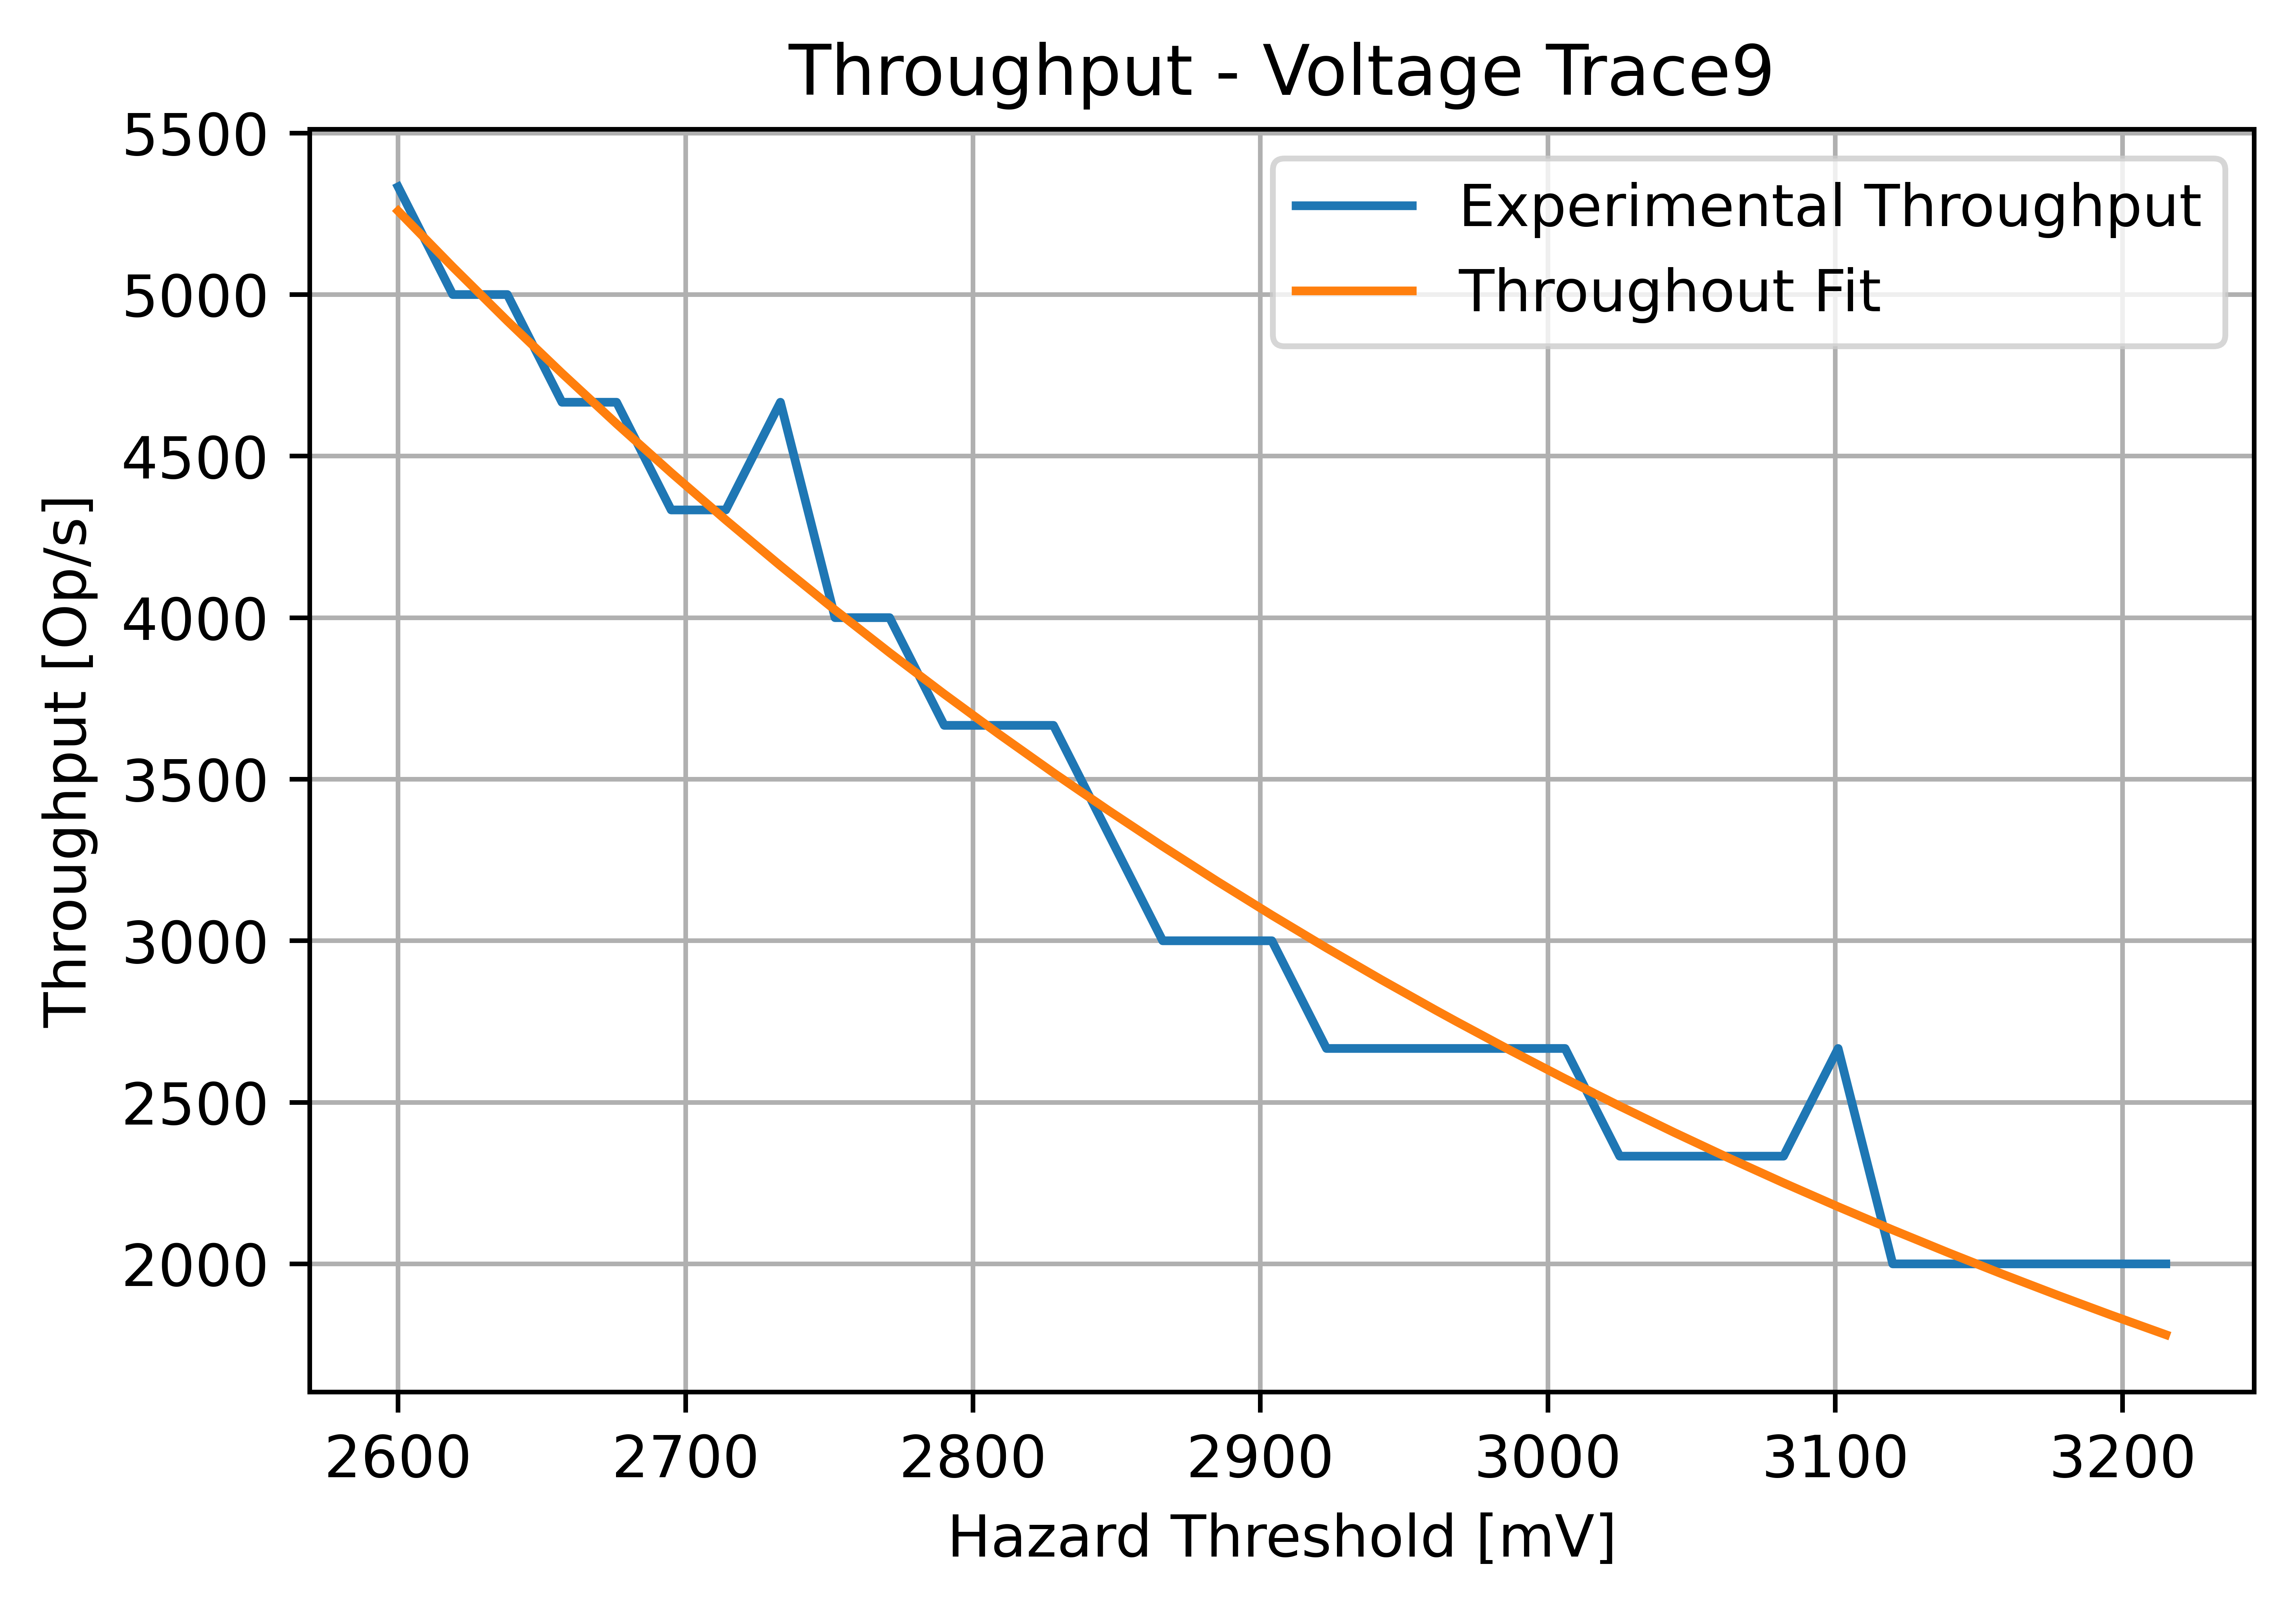 Throughput - Voltage Trace9
5500
5000
4500
4000
3500
3000
2500
2000
Throughput [Op/s]
Experimental Throughput
Throughout Fit
2600 2700 2800 2900 3000 3100 3200
Hazard Threshold [mV]